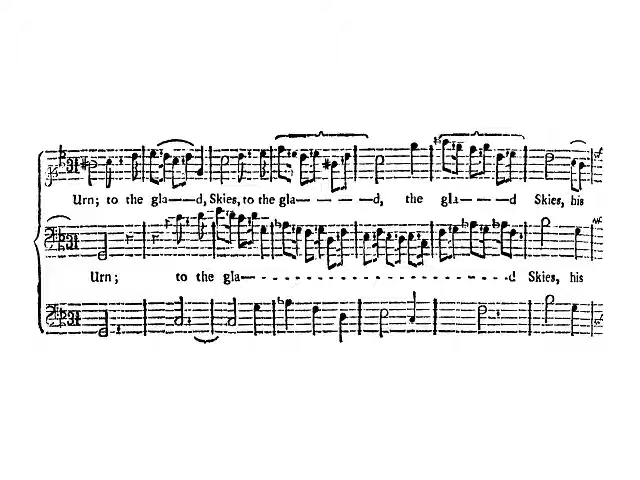 Urn; to the gla——d, Skies, to the gla— — — —d, the gla— — —d Skies, his
Urn; to the gla- - - - - - - - - - - - - - - - - - - -d Skies, his